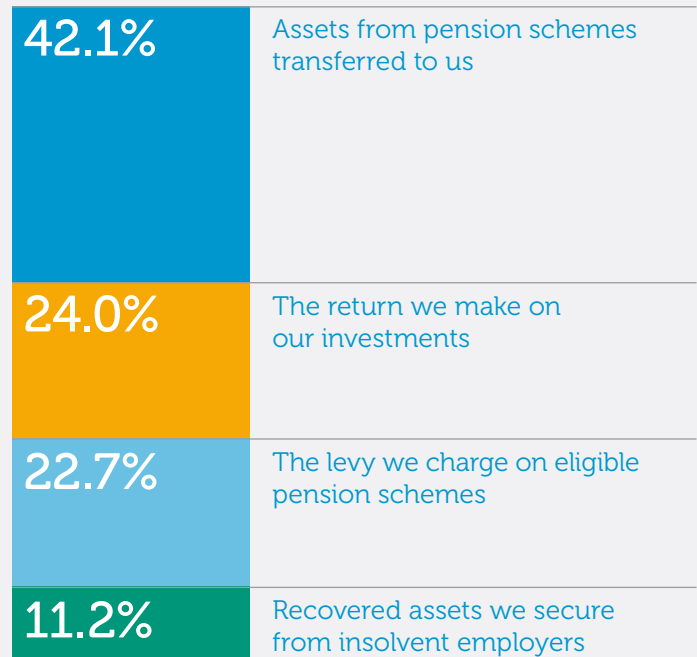 42.1%
Assets from pension schemes
transferred to us
24.0%
The return we make on
our investments
22.7%
The levy we charge on eligible
pension schemes
11.2%
Recovered assets we secure
from insolvent employers